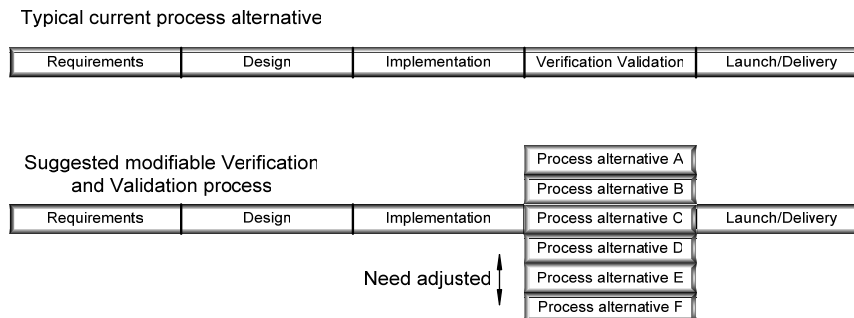 Typical current process alternative
Requirements Design Implementation Verification Validation Launch/Delivery
Suggested modifiable Verification
and Validation process
Process alternative A
Process alternative B
Requirements Design Implementation Process alternative C Launch/Delivery
Process alternative D
Need adjusted
Process alternative E
Process alternative F